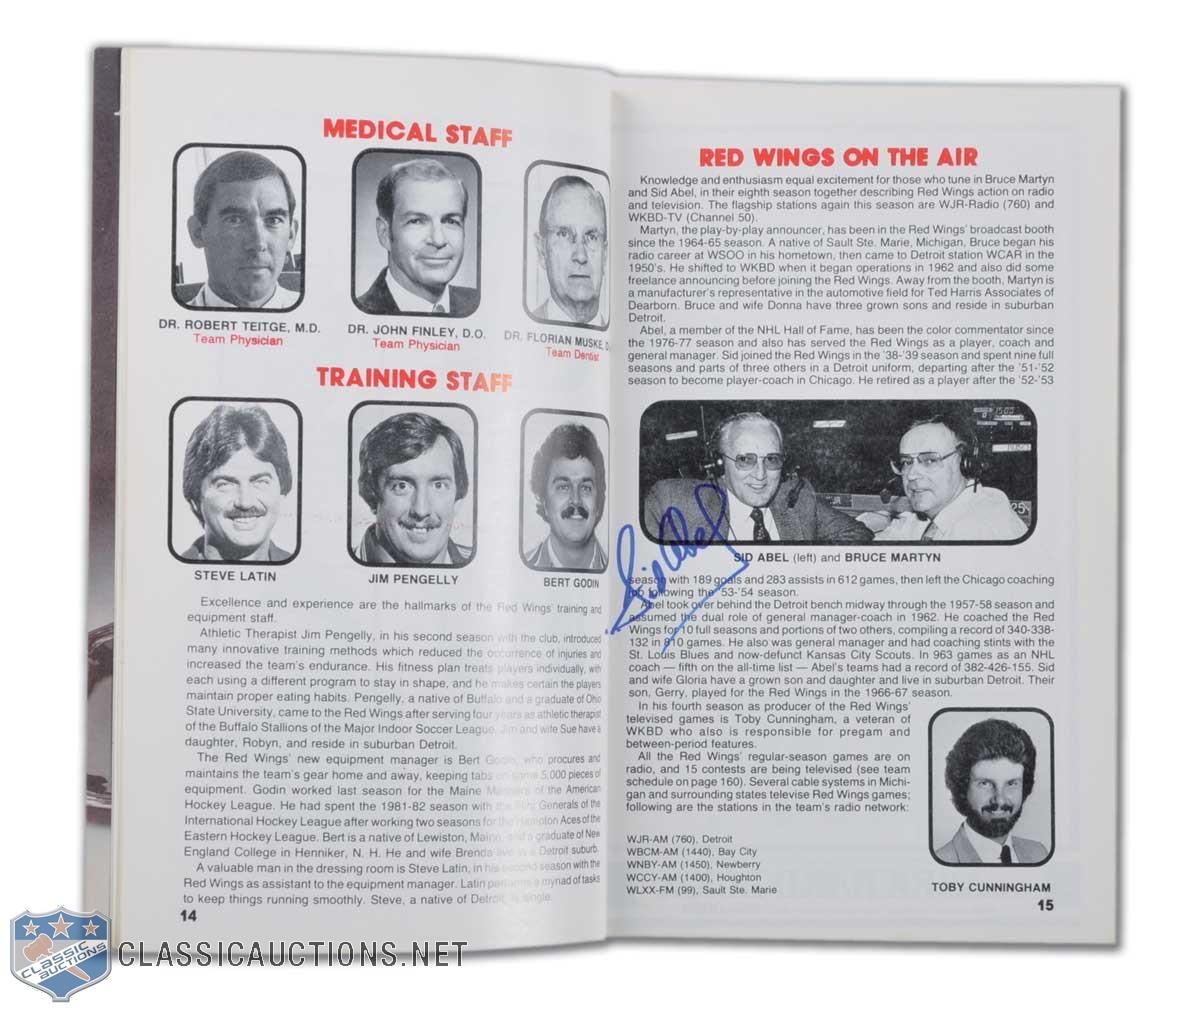 MEDICAL STAFF
DR. ROBERT TEITGE, M.D.
Team Physician
DR. JOHN FINLEY, D.O.
Team Physician
DR. FLORIAN MUSKE, D.
Team Dentist
TRAINING STAFF
STEVE LATIN
JIM PENGELLY
BERT GODIN
Excellence and experience are the hallmarks of the Red Wings' training and
equipment staff.
Athletic Therapist Jim Pengelly, in his second season with the club, introduced
many innovative training methods which reduced the occurrence of injuries and
increased the team's endurance. His fitness plan treats players individually, with
each using a different program to stay in shape, and he makes certain the players
maintain proper eating habits. Pengelly, a native of Buffalo and a graduate of Ohio
State University, came to the Red Wings after serving four years as athletic therapist
of the Buffalo Stallions of the Major Indoor Soccer League. Jim and wife Sue have a
daughter, Robyn, and reside in suburban Detroit.
The Red Wings' new equipment manager is Bert Godin, who procures and
maintains the team's gear home and away, keeping tabs on some 5,000 pieces of
equipment. Godin worked last season for the Maine Mariners of the American
Hockey League. He had spent the 1981-82 season with the Flint Generals of the
International Hockey League after working two seasons for the Hampton Aces of the
Eastern Hockey League. Bert is a native of Lewiston, Maine, and a graduate of New
England College in Henniker, N. H. He and wife Brenda live in a Detroit suburb.
A valuable man in the dressing room is Steve Latin, in his second season with the
Red Wings as assistant to the equipment manager. Latin performs a myriad of tasks
to keep things running smoothly. Steve, a native of Detroit, is single.
14
RED WINGS ON THE AIR
Knowledge and enthusiasm equal excitement for those who tune in Bruce Martyn
and Sid Abel, in their eighth season together describing Red Wings action on radio
and television. The flagship stations again this season are WJR-Radio (760) and
WKBD-TV (Channel 50).
Martyn, the play-by-play announcer, has been in the Red Wings' broadcast booth
since the 1964-65 season. A native of Sault Ste. Marie, Michigan, Bruce began his
radio career at WSOO in his hometown, then came to Detroit station WCAR in the
1950's. He shifted to WKBD when it began operations in 1962 and also did some
freelance announcing before joining the Red Wings. Away from the booth, Martyn is
a manufacturer's representative in the automotive field for Ted Harris Associates of
Dearborn. Bruce and wife Donna have three grown sons and reside in suburban
Detroit.
Abel, a member of the NHL Hall of Fame, has been the color commentator since
the 1976-77 season and also has served the Red Wings as a player, coach and
general manager. Sid joined the Red Wings in the '38-'39 season and spent nine full
seasons and parts of three others in a Detroit uniform, departing after the '51-'52
season to become player-coach in Chicago. He retired as a player after the '52-'53
Sid Abel
SID ABEL (left) and BRUCE MARTYN
season with 189 goals and 283 assists in 612 games, then left the Chicago coaching
job following the '53-'54 season.
Abel took over behind the Detroit bench midway through the 1957-58 season and
assumed the dual role of general manager-coach in 1962. He coached the Red
Wings for 10 full seasons and portions of two others, compiling a record of 340-338-
132 in 810 games. He also was general manager and had coaching stints with the
St. Louis Blues and now-defunct Kansas City Scouts. In 963 games as an NHL
coach — fifth on the all-time list — Abel's teams had a record of 382-426-155. Sid
and wife Gloria have a grown son and daughter and live in suburban Detroit. Their
son, Gerry, played for the Red Wings in the 1966-67 season.
In his fourth season as producer of the Red Wings'
televised games is Toby Cunningham, a veteran of
WKBD who also is responsible for pregam and
between-period features.
All the Red Wings' regular-season games are on
radio, and 15 contests are being televised (see team
schedule on page 160). Several cable systems in Michi-
gan and surrounding states televise Red Wings games;
following are the stations in the team's radio network:
WJR-AM (760), Detroit
WBCM-AM (1440), Bay City
WNBY-AM (1450), Newberry
WCCY-AM (1400), Houghton
WLXX-FM (99), Sault Ste. Marie
TOBY CUNNINGHAM
15
CLASSIC AUCTIONS
CLASSICAUCTIONS.NET